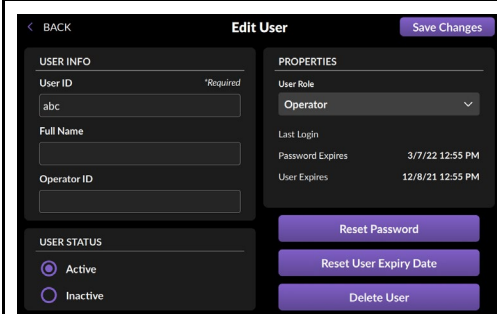 < BACK
Edit User
Save Changes
USER INFO
User ID *Required
abc
Full Name
Operator ID
USER STATUS
Active
Inactive
PROPERTIES
User Role
Operator
Last Login
Password Expires 3/7/22 12:55 PM
User Expires 12/8/21 12:55 PM
Reset Password
Reset User Expiry Date
Delete User